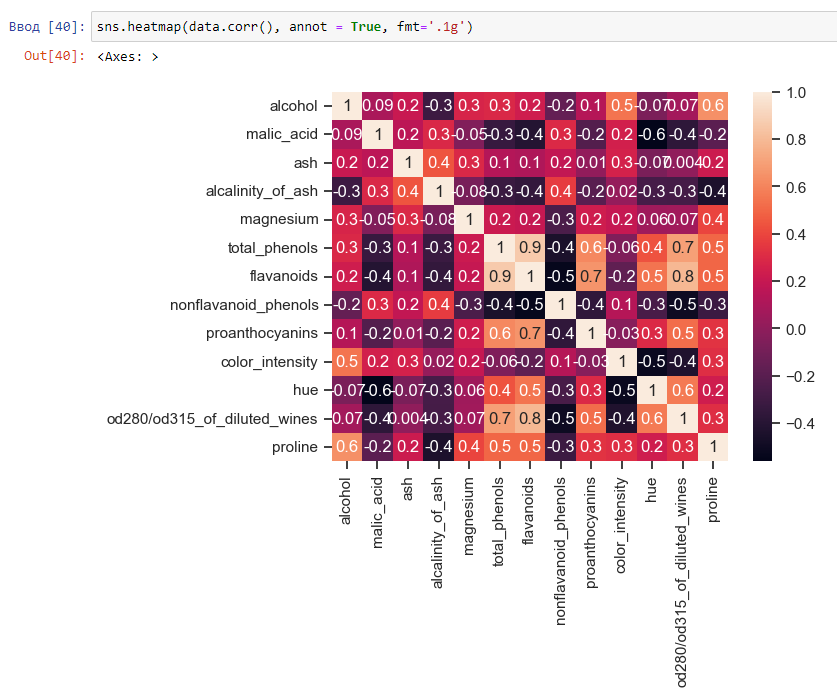 Ввод [40]: sns.heatmap(data.corr(), annot = True, fmt='.1g')
Out[40]: <Axes: >
alcohol 1 0.09 0.2 -0.3 0.3 0.3 0.2 -0.2 0.1 0.5 -0.07 0.07 0.6
malic_acid 0.09 1 0.2 0.3 -0.05 -0.3 -0.4 0.3 -0.2 0.2 -0.6 -0.4 -0.2
ash 0.2 0.2 1 0.4 0.3 0.1 0.1 0.2 0.01 0.3 -0.07 0.004 0.2
alcalinity_of_ash -0.3 0.3 0.4 1 -0.08 -0.3 -0.4 0.4 -0.2 0.02 -0.3 -0.3 -0.4
magnesium 0.3 -0.05 0.3 -0.08 1 0.2 0.2 -0.3 0.2 0.2 0.06 0.07 0.4
total_phenols 0.3 -0.3 0.1 -0.3 0.2 1 0.9 -0.4 0.6 -0.06 0.4 0.7 0.5
flavanoids 0.2 -0.4 0.1 -0.4 0.2 0.9 1 -0.5 0.7 -0.2 0.5 0.8 0.5
nonflavanoid_phenols -0.2 0.3 0.2 0.4 -0.3 -0.4 -0.5 1 -0.4 0.1 -0.3 -0.5 -0.3
proanthocyanins 0.1 -0.2 0.01 -0.2 0.2 0.6 0.7 -0.4 1 -0.03 0.3 0.5 0.3
color_intensity 0.5 0.2 0.3 0.02 0.2 -0.06 -0.2 0.1 -0.03 1 -0.5 -0.4 0.3
hue -0.07 -0.6 -0.07 -0.3 0.06 0.4 0.5 -0.3 0.3 -0.5 1 0.6 0.2
od280/od315_of_diluted_wines 0.07 -0.4 0.004 -0.3 0.07 0.7 0.8 -0.5 0.5 -0.4 0.6 1 0.3
proline 0.6 -0.2 0.2 -0.4 0.4 0.5 0.5 -0.3 0.3 0.3 0.2 0.3 1
alcohol
malic_acid
ash
alcalinity_of_ash
magnesium
total_phenols
flavanoids
nonflavanoid_phenols
proanthocyanins
color_intensity
hue
od280/od315_of_diluted_wines
proline
1.0
0.8
0.6
0.4
0.2
0.0
−0.2
−0.4